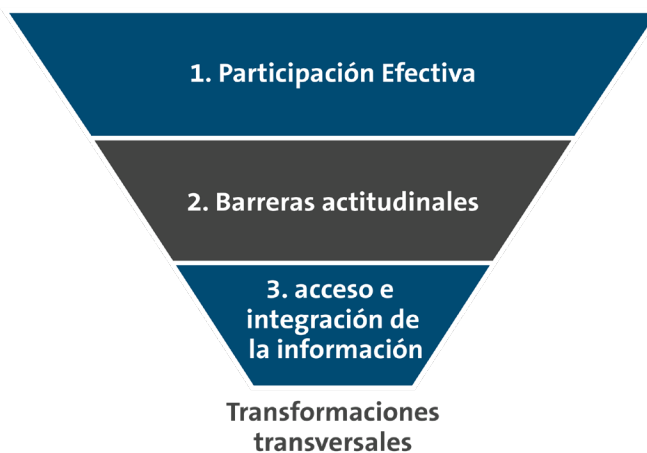 1. Participación Efectiva
2. Barreras actitudinales
3. acceso e
integración de
la información
Transformaciones
transversales